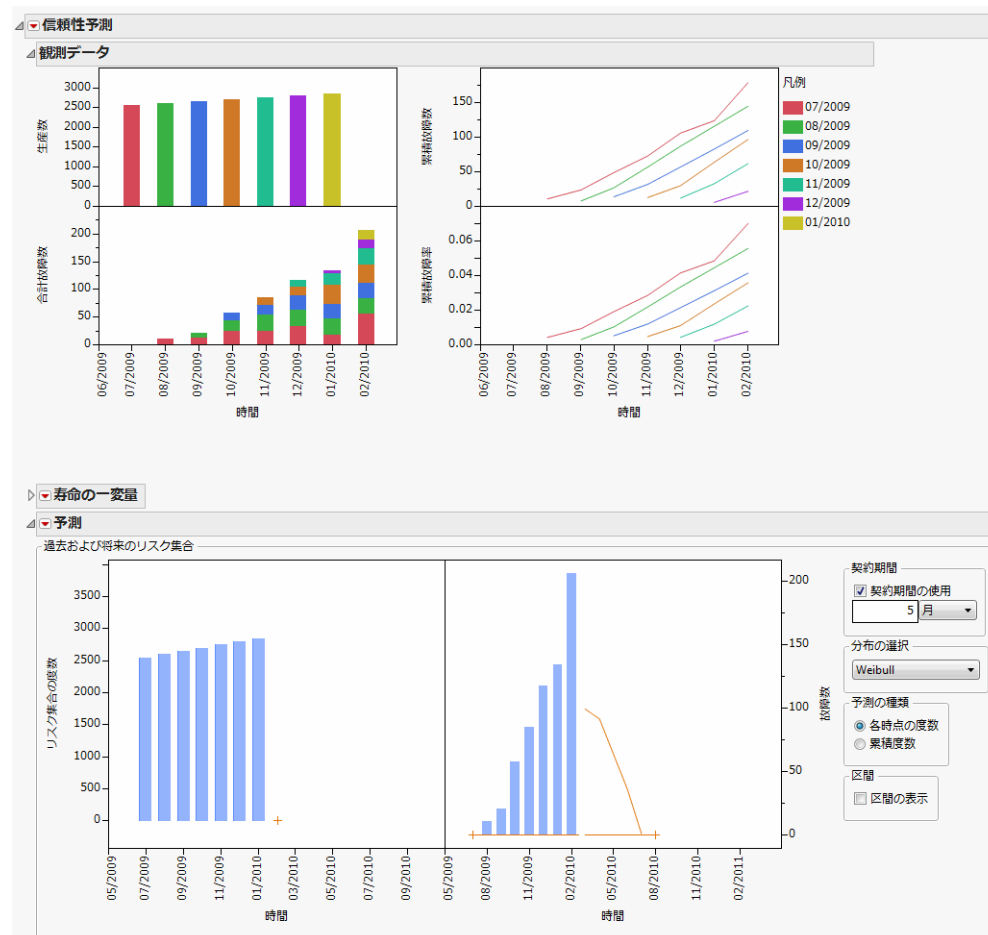 信頼性予測
観測データ
3000
2500
2000
1500
1000
500
0
生産数
200
150
100
50
0
合計故障数
06/2009
07/2009
08/2009
09/2009
10/2009
11/2009
12/2009
01/2010
02/2010
時間
150
100
50
0
累積故障数
0.06
0.04
0.02
0.00
累積故障率
06/2009
07/2009
08/2009
09/2009
10/2009
11/2009
12/2009
01/2010
02/2010
時間
凡例
07/2009
08/2009
09/2009
10/2009
11/2009
12/2009
01/2010
寿命の一変量
予測
過去および将来のリスク集合
3500
3000
2500
2000
1500
1000
500
0
リスク集合の度数
05/2009
07/2009
09/2009
11/2009
01/2010
03/2010
05/2010
07/2010
09/2010
時間
200
150
100
50
0
故障数
05/2009
08/2009
11/2009
02/2010
05/2010
08/2010
11/2010
02/2011
時間
契約期間
契約期間の使用
5 月
分布の選択
Weibull
予測の種類
各時点の度数
累積度数
区間
区間の表示